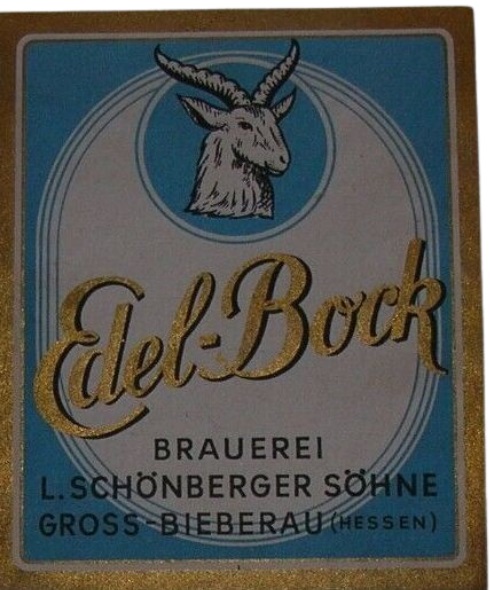 Edel-Bock
BRAUEREI
L. SCHÖNBERGER SÖHNE
GROSS-BIEBERAU (HESSEN)